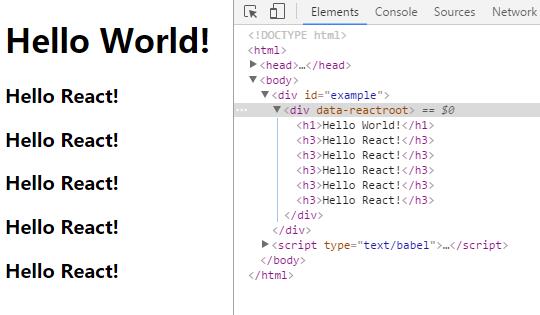 Hello World!
Hello React!
Hello React!
Hello React!
Hello React!
Hello React!
Elements Console Sources Network
<!DOCTYPE html>
<html>
<head>…</head>
<body>
<div id="example">
… <div data-reactroot> == $0
<h1>Hello World!</h1>
<h3>Hello React!</h3>
<h3>Hello React!</h3>
<h3>Hello React!</h3>
<h3>Hello React!</h3>
<h3>Hello React!</h3>
</div>
</div>
<script type="text/babel">…</script>
</body>
</html>